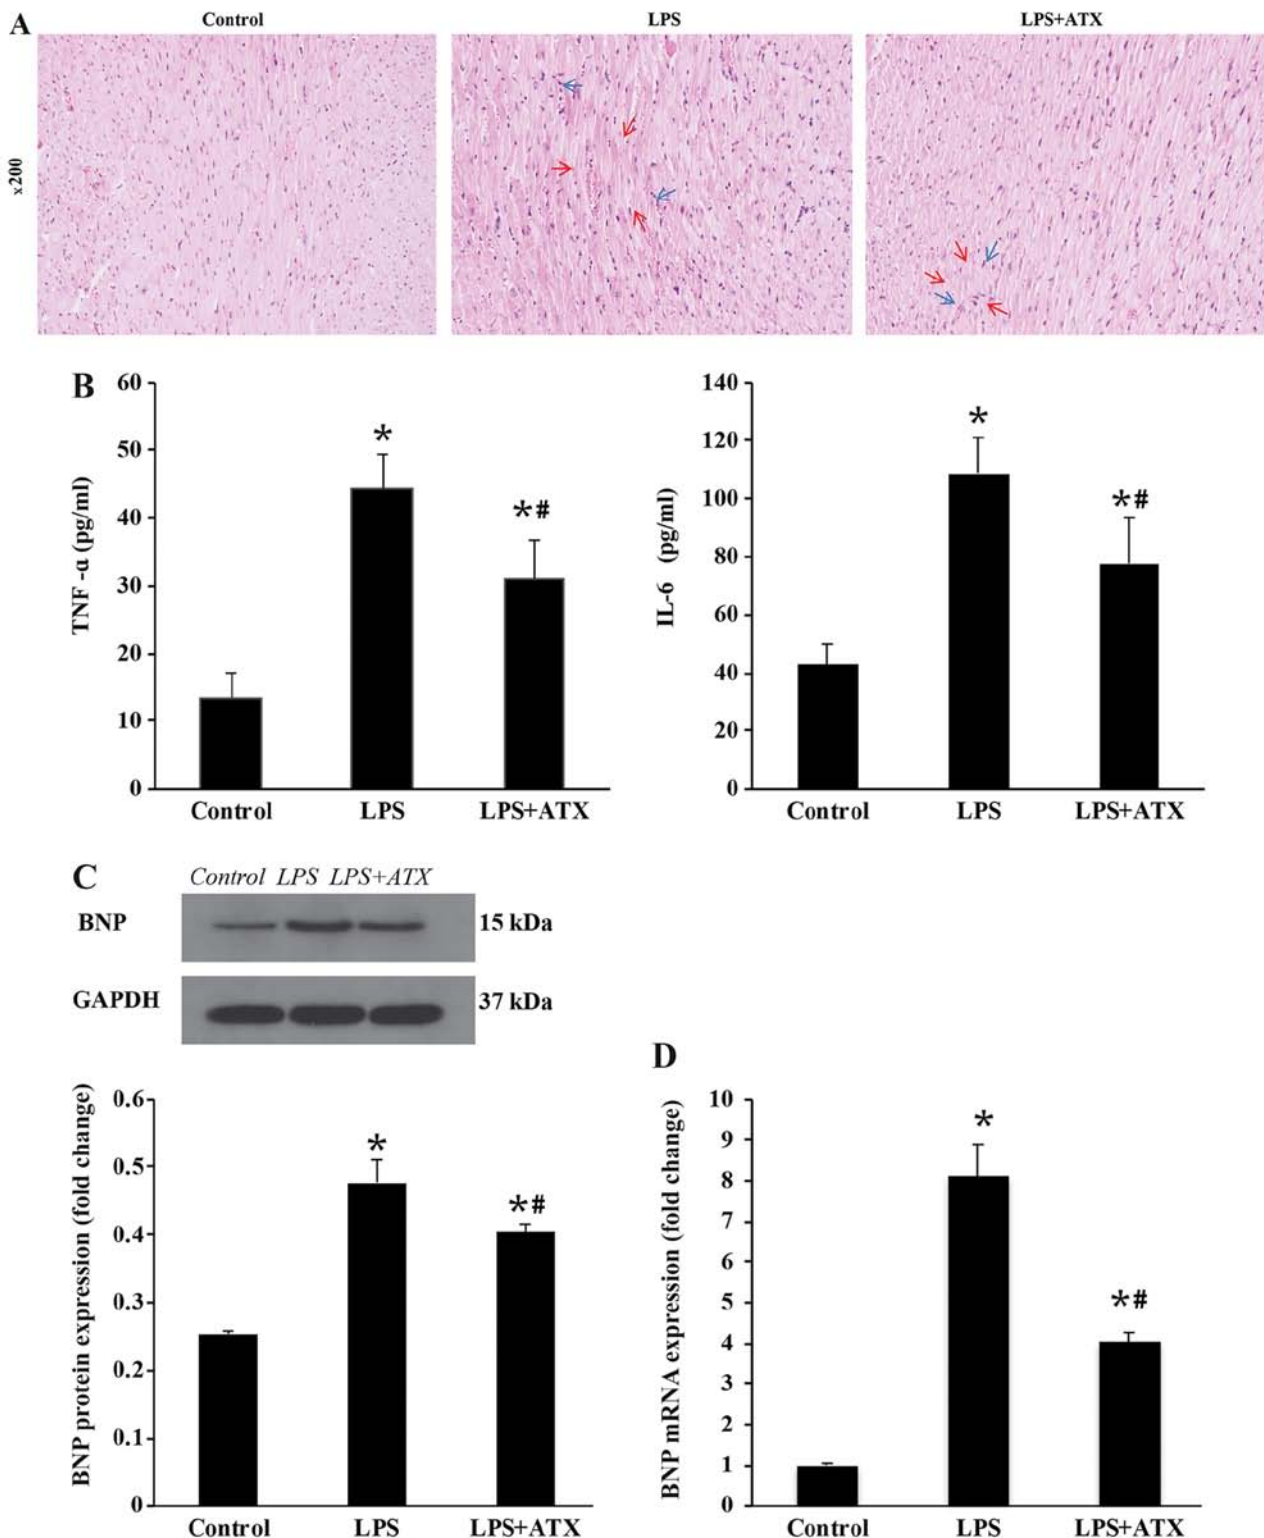 A
Control
LPS
LPS+ATX
x200
B
TNF -α (pg/ml)
60
50
40
30
20
10
0
*
*#
Control
LPS
LPS+ATX
IL-6 (pg/ml)
140
120
100
80
60
40
20
0
*
*#
Control
LPS
LPS+ATX
C
Control LPS LPS+ATX
BNP
15 kDa
GAPDH
37 kDa
BNP protein expression (fold change)
0.6
0.5
0.4
0.3
0.2
0.1
0
*
*#
Control
LPS
LPS+ATX
D
BNP mRNA expression (fold change)
10
9
8
7
6
5
4
3
2
1
0
*
*#
Control
LPS
LPS+ATX